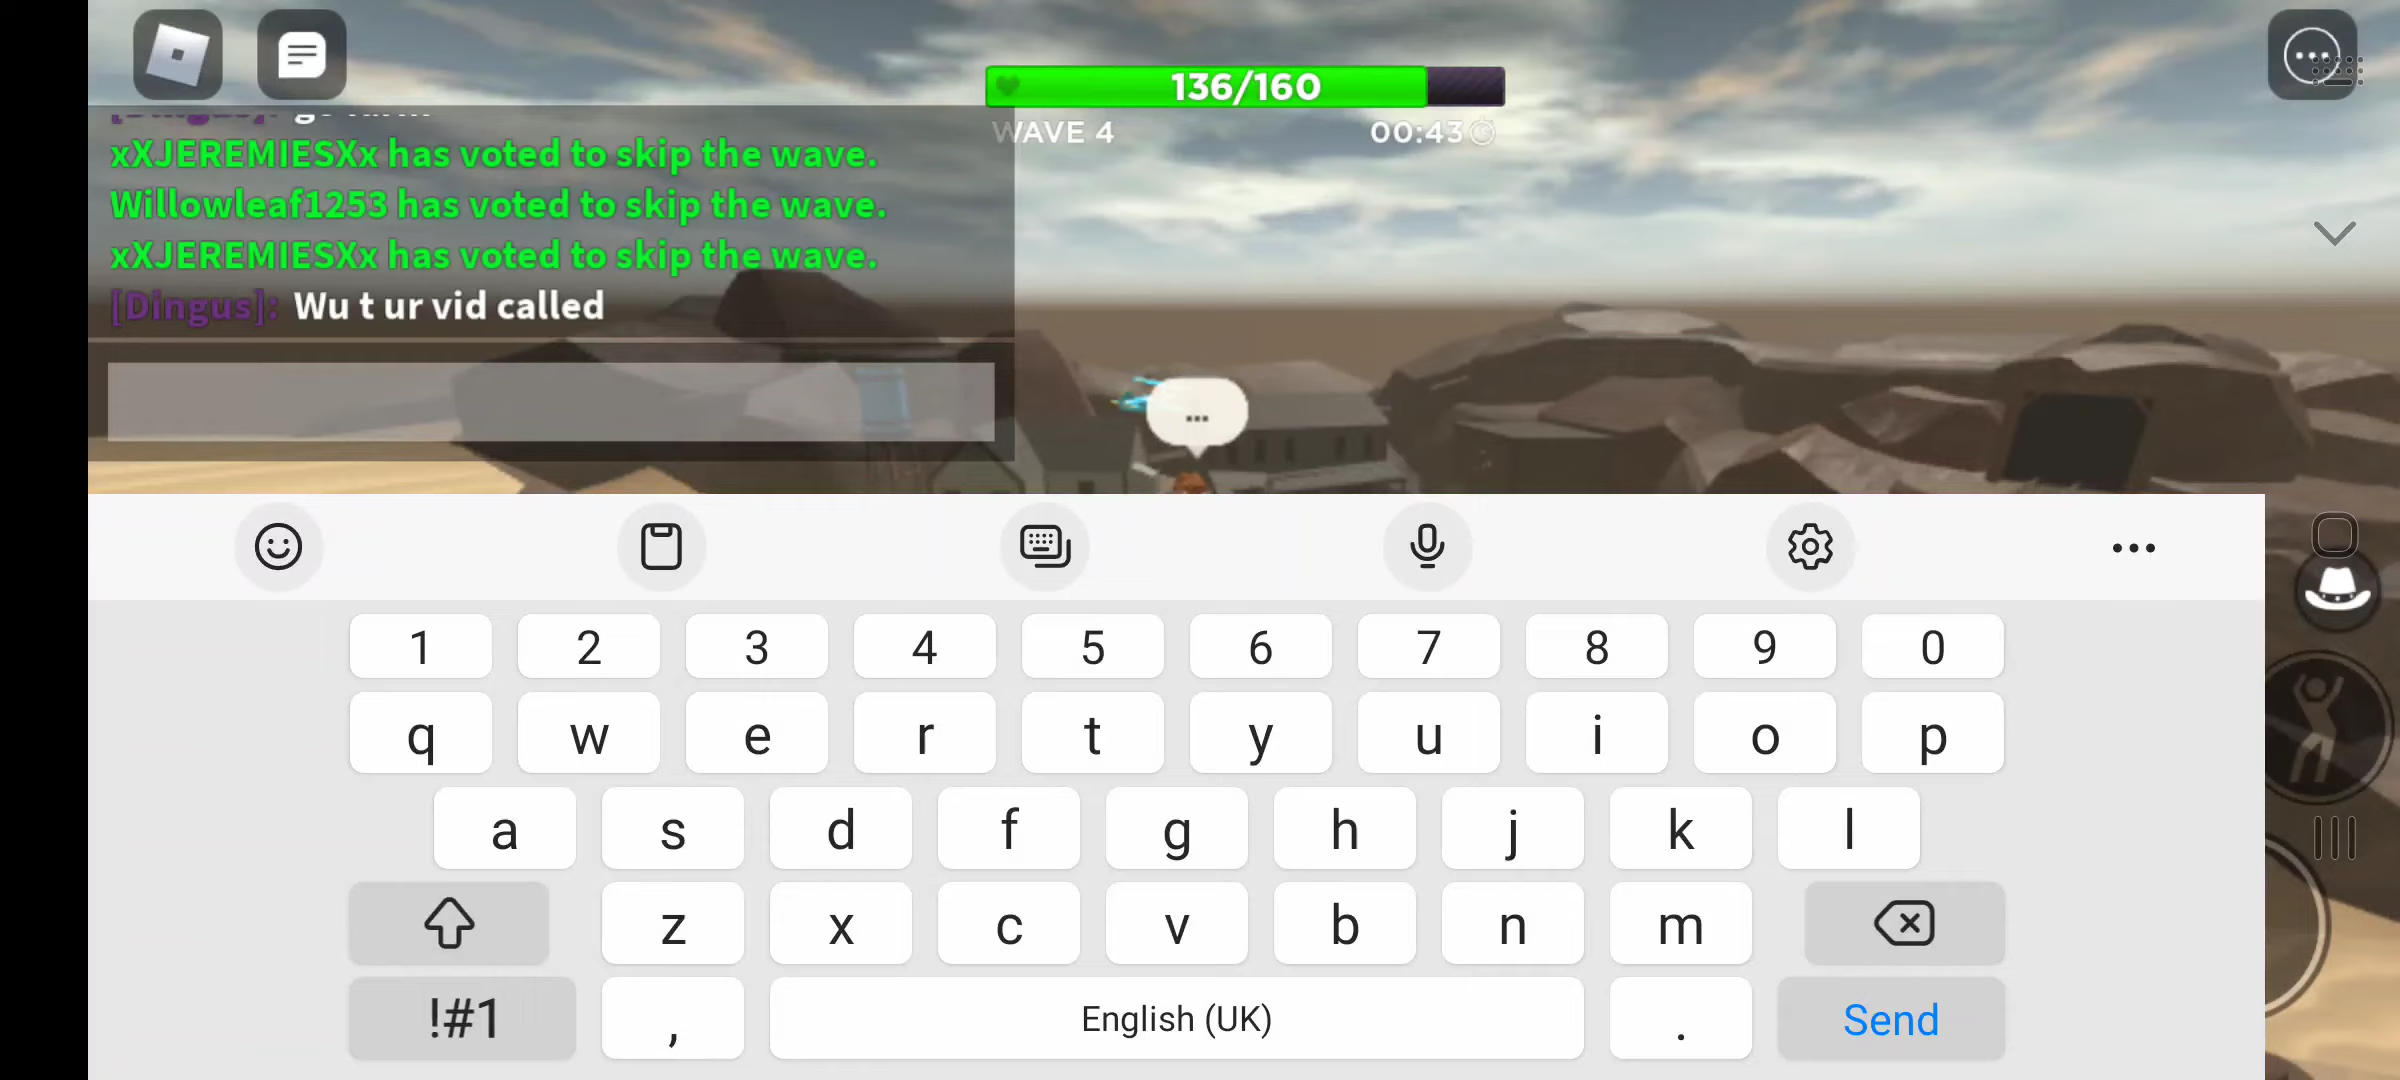 136/160
WAVE 4
00:43
[Dingus]:
xXJEREMIESXx has voted to skip the wave.
Willowleaf1253 has voted to skip the wave.
xXJEREMIESXx has voted to skip the wave.
[Dingus]: Wu t ur vid called
...
1 2 3 4 5 6 7 8 9 0
q w e r t y u i o p
a s d f g h j k l
z x c v b n m
!#1 , English (UK) . Send